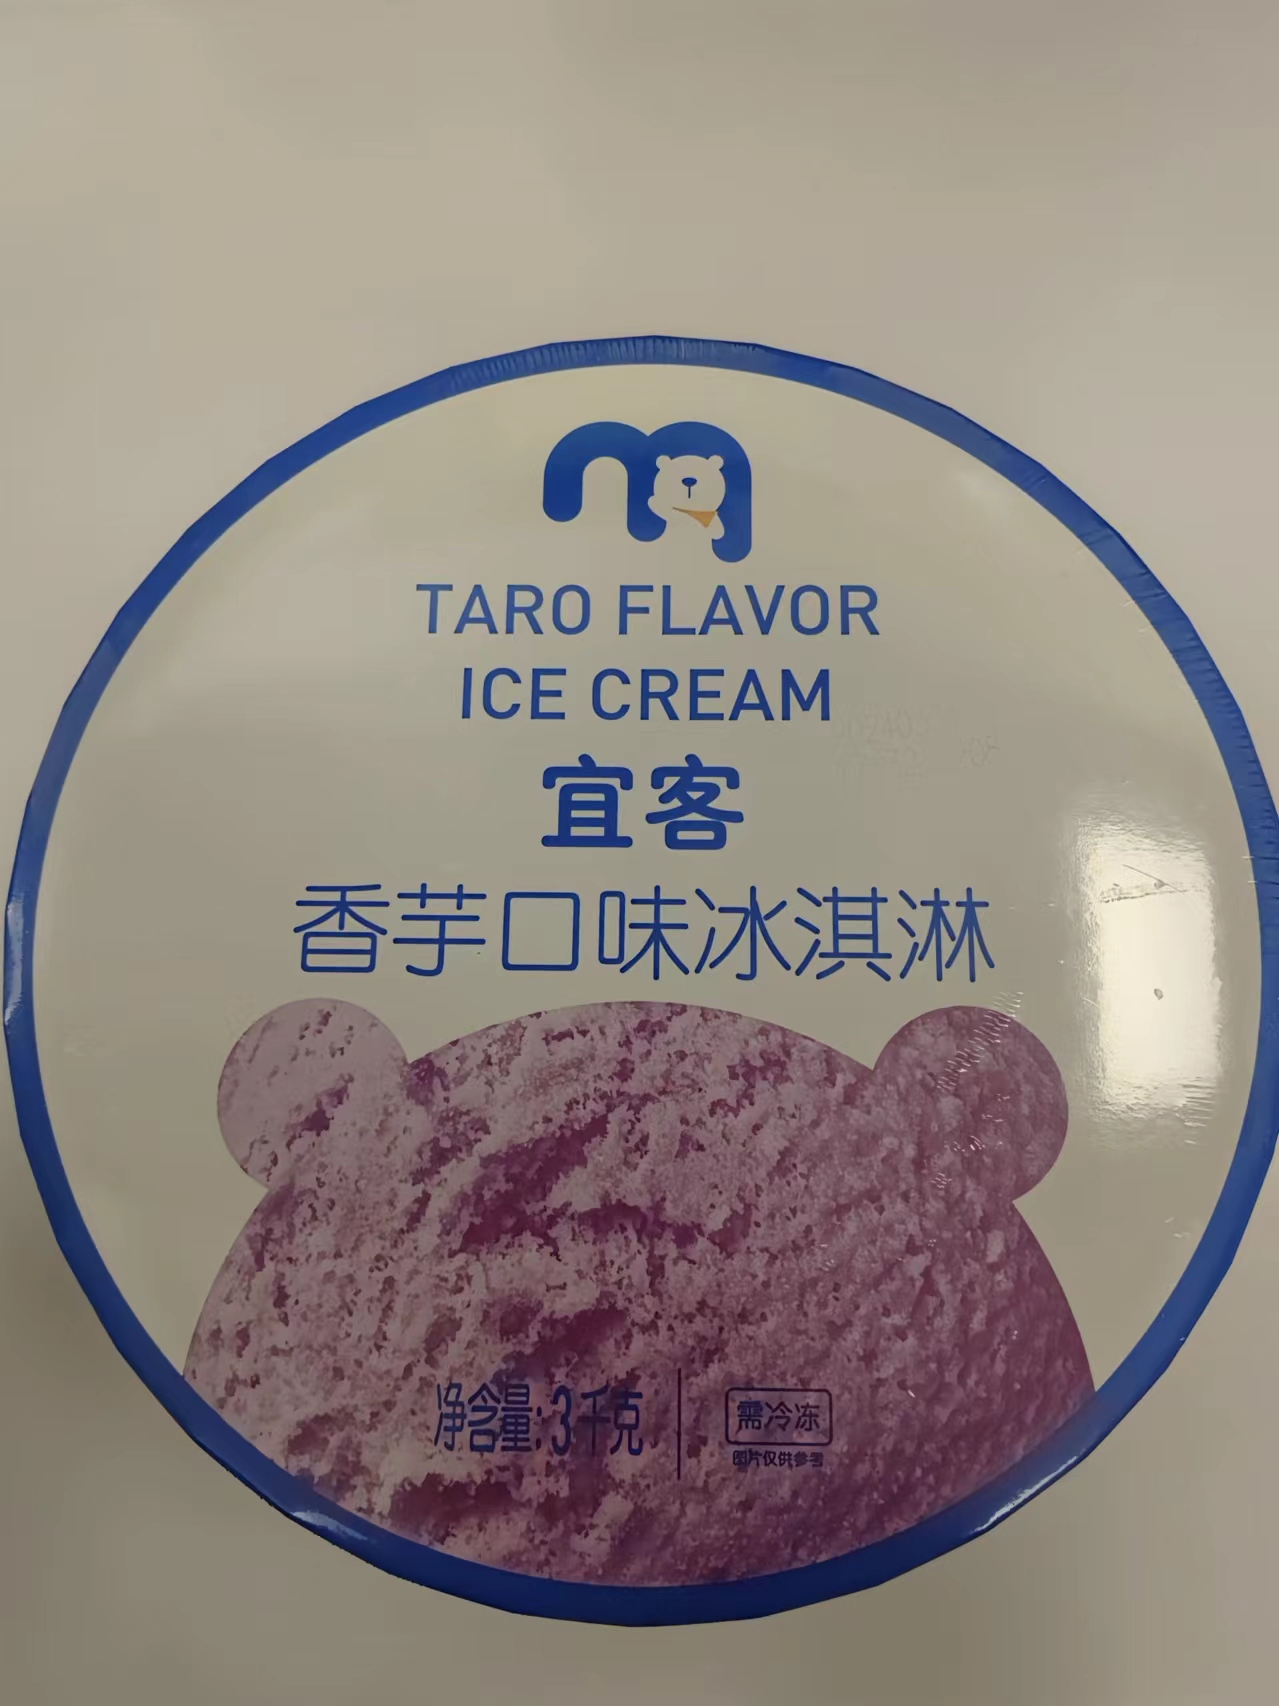 TARO FLAVOR
ICE CREAM
宜客
香芋口味冰淇淋
净含量:3千克
需冷冻
图片仅供参考